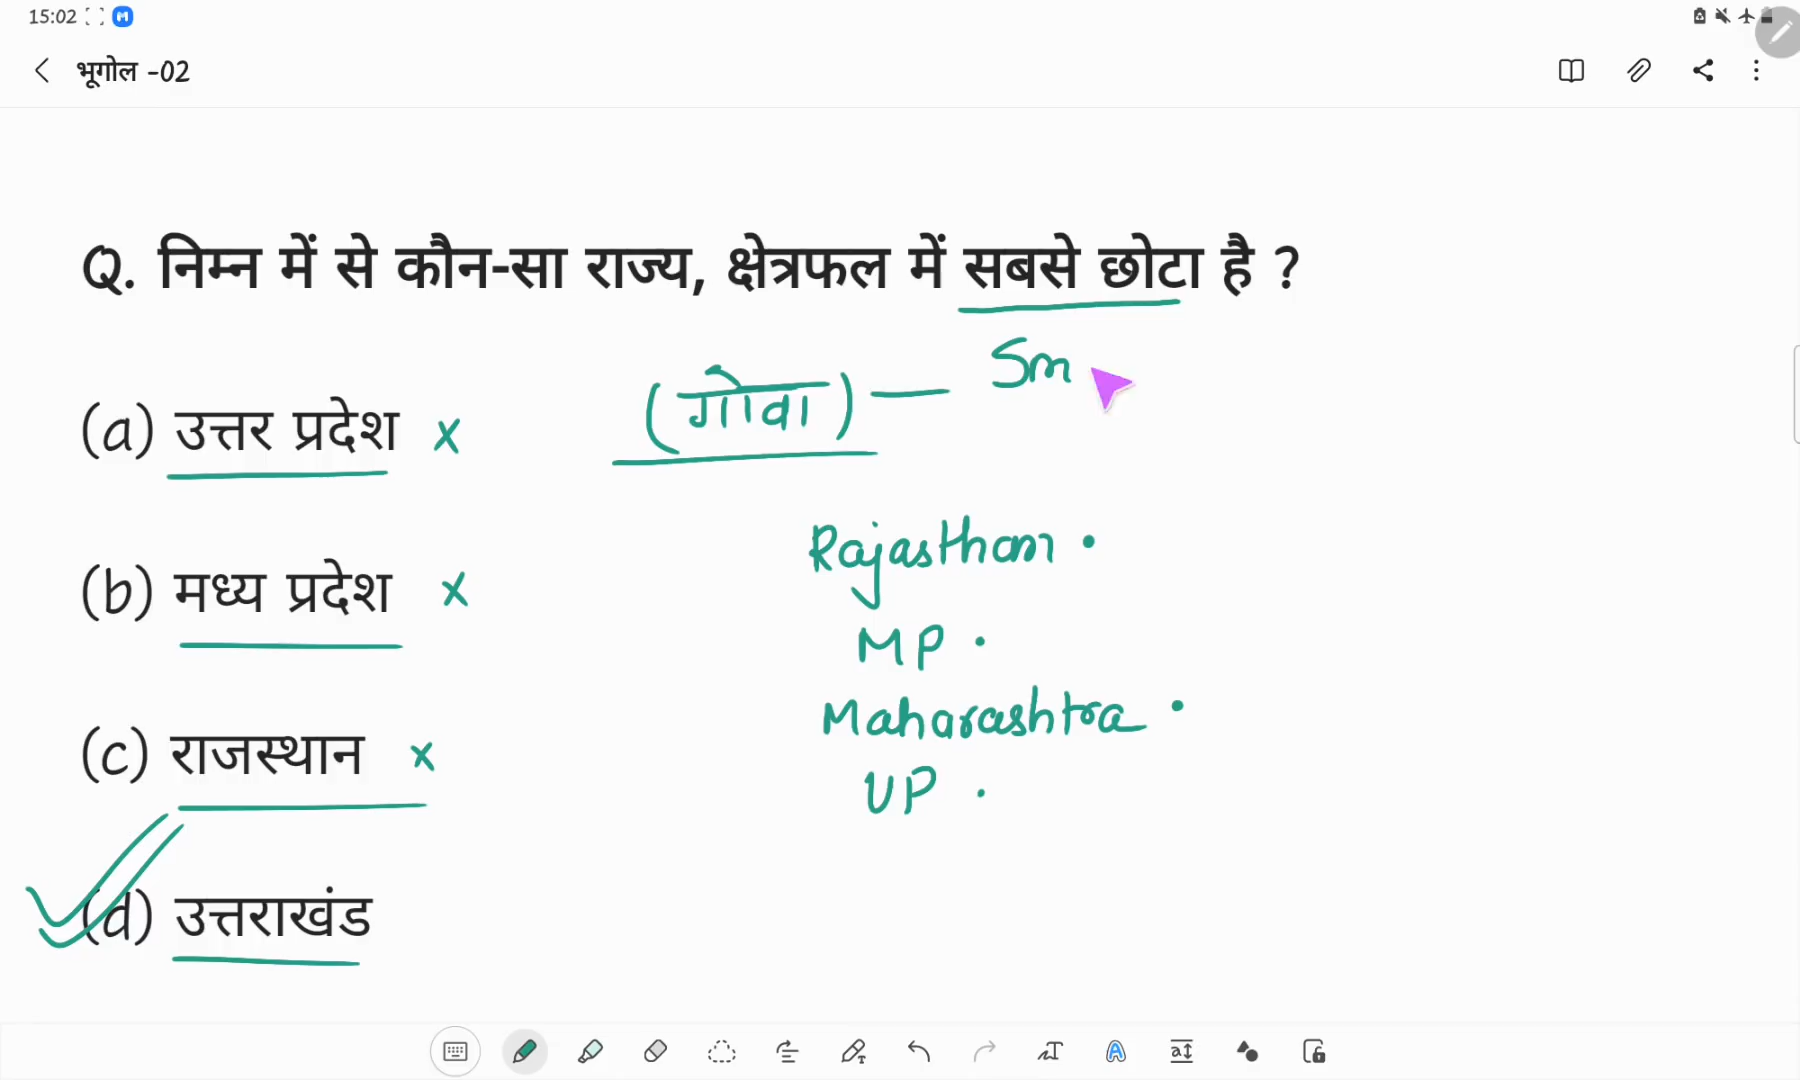 15:02
भूगोल -02
Q. निम्न में से कौन-सा राज्य, क्षेत्रफल में सबसे छोटा है ?
(गोवा) — Sm
(a) उत्तर प्रदेश x
Rajasthan •
(b) मध्य प्रदेश x
MP •
Maharashtra •
(c) राजस्थान x
UP •
(d) उत्तराखंड